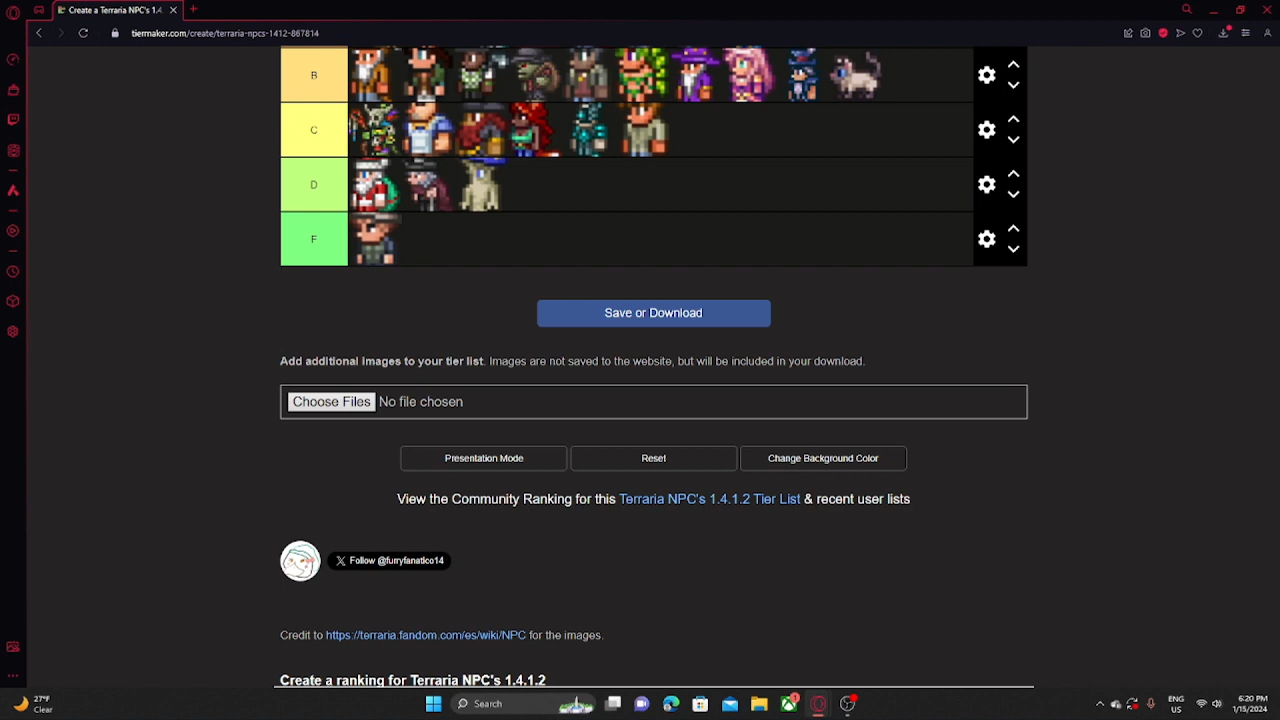 Create a Terraria NPC's 1.4.
tiermaker.com/create/terraria-npcs-1412-867814
B
C
D
F
Save or Download
Add additional images to your tier list. Images are not saved to the website, but will be included in your download.
Choose Files No file chosen
Presentation Mode Reset Change Background Color
View the Community Ranking for this Terraria NPC's 1.4.1.2 Tier List & recent user lists
X Follow @furryfanatico14
Credit to https://terraria.fandom.com/es/wiki/NPC for the images.
Create a ranking for Terraria NPC's 1.4.1.2
27°F
Clear
Search
1
ENG
US
6:20 PM
1/15/2024